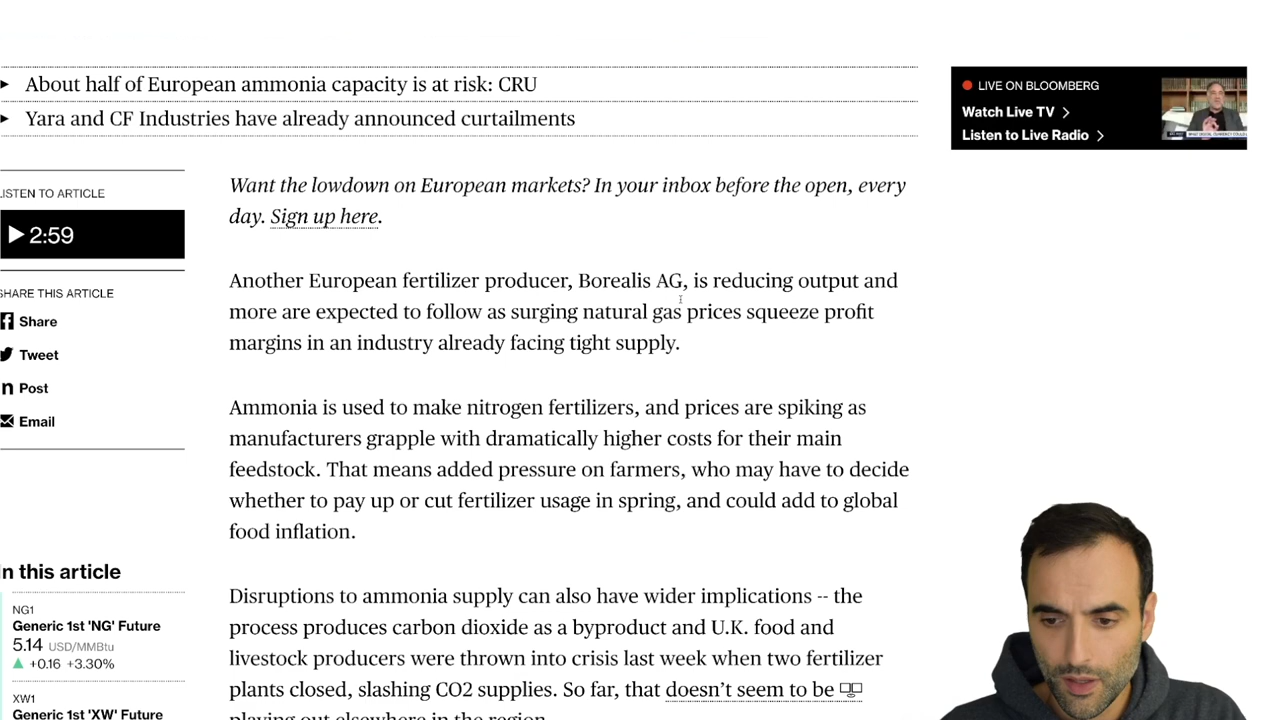 About half of European ammonia capacity is at risk: CRU
Yara and CF Industries have already announced curtailments
LIVE ON BLOOMBERG
Watch Live TV
Listen to Live Radio
LISTEN TO ARTICLE
2:59
SHARE THIS ARTICLE
Share
Tweet
Post
Email
Want the lowdown on European markets? In your inbox before the open, every
day. Sign up here.
Another European fertilizer producer, Borealis AG, is reducing output and
more are expected to follow as surging natural gas prices squeeze profit
margins in an industry already facing tight supply.
Ammonia is used to make nitrogen fertilizers, and prices are spiking as
manufacturers grapple with dramatically higher costs for their main
feedstock. That means added pressure on farmers, who may have to decide
whether to pay up or cut fertilizer usage in spring, and could add to global
food inflation.
Disruptions to ammonia supply can also have wider implications -- the
process produces carbon dioxide as a byproduct and U.K. food and
livestock producers were thrown into crisis last week when two fertilizer
plants closed, slashing CO2 supplies. So far, that doesn't seem to be
playing out elsewhere in the region.
In this article
NG1
Generic 1st 'NG' Future
5.14 USD/MMBtu
+0.16 +3.30%
XW1
Generic 1st 'XW' Future